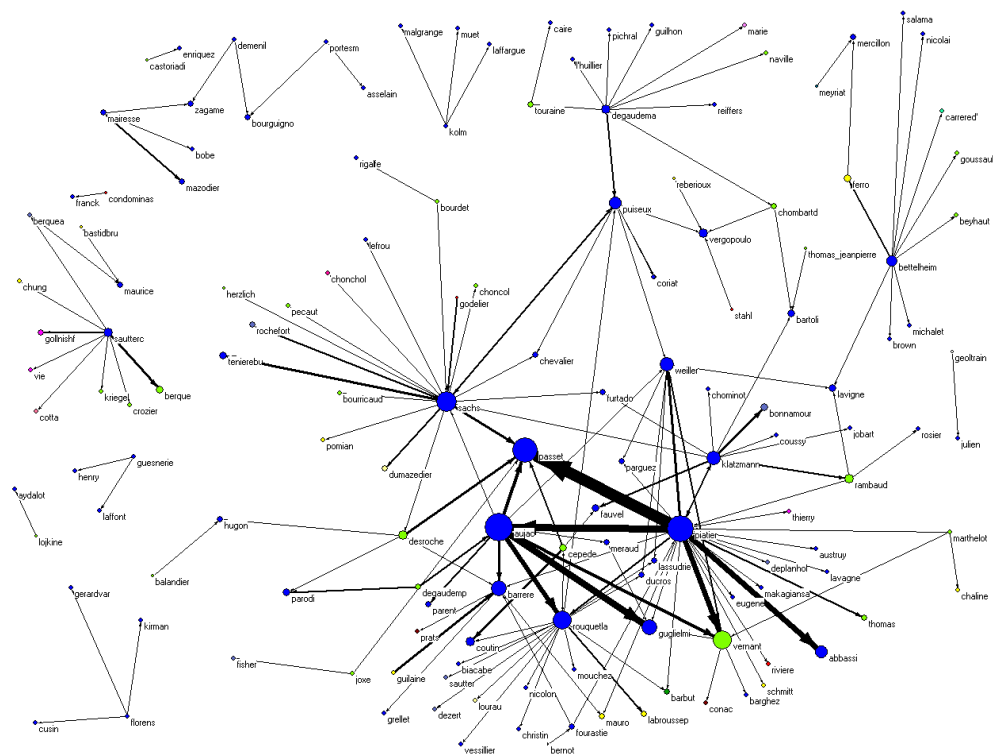 salama
malgrange
muet
caire
pichral
guilhon
marie
mercillon
nicolai
enriquez
demenil
portesm
laffargue
castoriadi
l'huillier
naville
asselain
meyriat
carrered'
zagame
touraine
degaudema
reiffers
mairesse
bourguigno
kolm
bobe
goussaul
rigalfe
mazodier
reberioux
ferro
franck
condominas
bourdet
puiseux
chombartd
beyhaut
berquea
bastidbru
lefrou
vergopoulo
thomas_jeanpierre
bettelheim
chung
maurice
chonchol
choncol
coriat
herzlich
godelier
pecaut
stahl
bartoli
michalet
rochefort
brown
gollnishf
sautterc
tenierebu
chevalier
geoltrain
vie
weiller
kriegel
berque
bourricaud
sachs
furtado
chominot
lavigne
cotta
crozier
bonnamour
pomian
coussy
jobart
rosier
julien
guesnerie
passet
parguez
klatzmann
henry
dumazedier
rambaud
aydalot
laffont
fauvel
thierry
hugon
aujac
piatier
lojkine
desroche
cepede
meraud
marthelot
lassudrie
deplanhol
austruy
balandier
ducros
lavagne
gerardvar
parodi
degaudemp
barrere
makagiansa
eugene
chaline
parent
kirman
rouquetla
thomas
prats
coutin
guglielmi
vernant
abbassi
fisher
joxe
guilaine
biacabe
mouchez
riviere
sautter
nicolon
barbut
schmitt
barghez
grellet
dezert
lourau
conac
cusin
florens
christin
mauro
labroussep
fourastie
vessillier
bernot